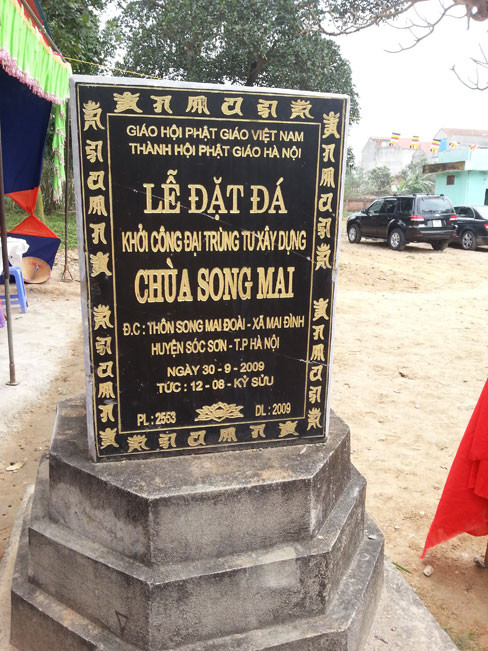 GIÁO HỘI PHẬT GIÁO VIỆT NAM
THÀNH HỘI PHẬT GIÁO HÀ NỘI
LỄ ĐẶT ĐÁ
KHỞI CÔNG ĐẠI TRÙNG TU XÂY DỰNG
CHÙA SONG MAI
Đ.C : THÔN SONG MAI ĐOÀI - XÃ MAI ĐÌNH
HUYỆN SÓC SƠN - T.P HÀ NỘI
NGÀY 30 - 9 - 2009
TỨC : 12 - 08 - KỶ SỬU
PL : 2553 ĐL : 2009